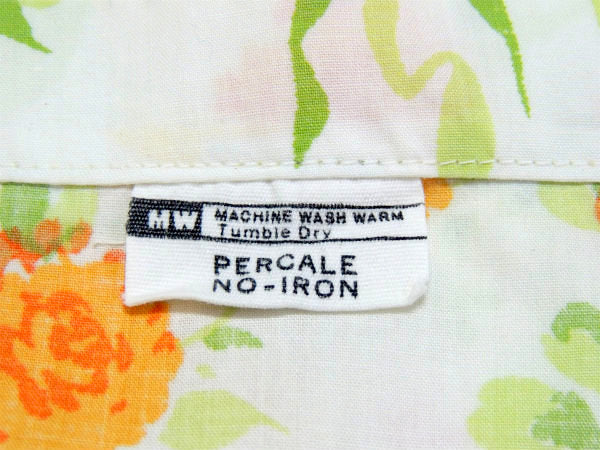 MW MACHINE WASH WARM
Tumble Dry
PERCALE
NO-IRON